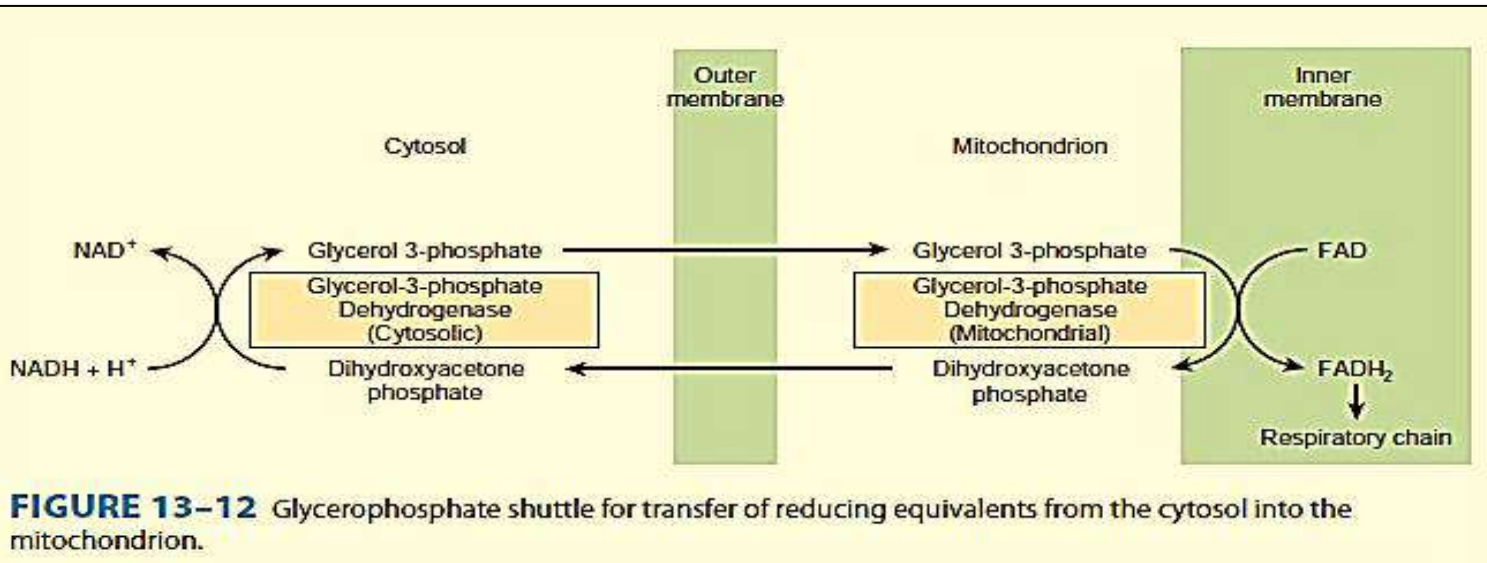 Outer
membrane
Inner
membrane
Cytosol
Mitochondrion
NAD⁺
Glycerol 3-phosphate
Glycerol 3-phosphate
FAD
Glycerol-3-phosphate
Dehydrogenase
(Cytosolic)
Glycerol-3-phosphate
Dehydrogenase
(Mitochondrial)
NADH + H⁺
Dihydroxyacetone
phosphate
Dihydroxyacetone
phosphate
FADH₂
Respiratory chain
FIGURE 13–12 Glycerophosphate shuttle for transfer of reducing equivalents from the cytosol into the
mitochondrion.